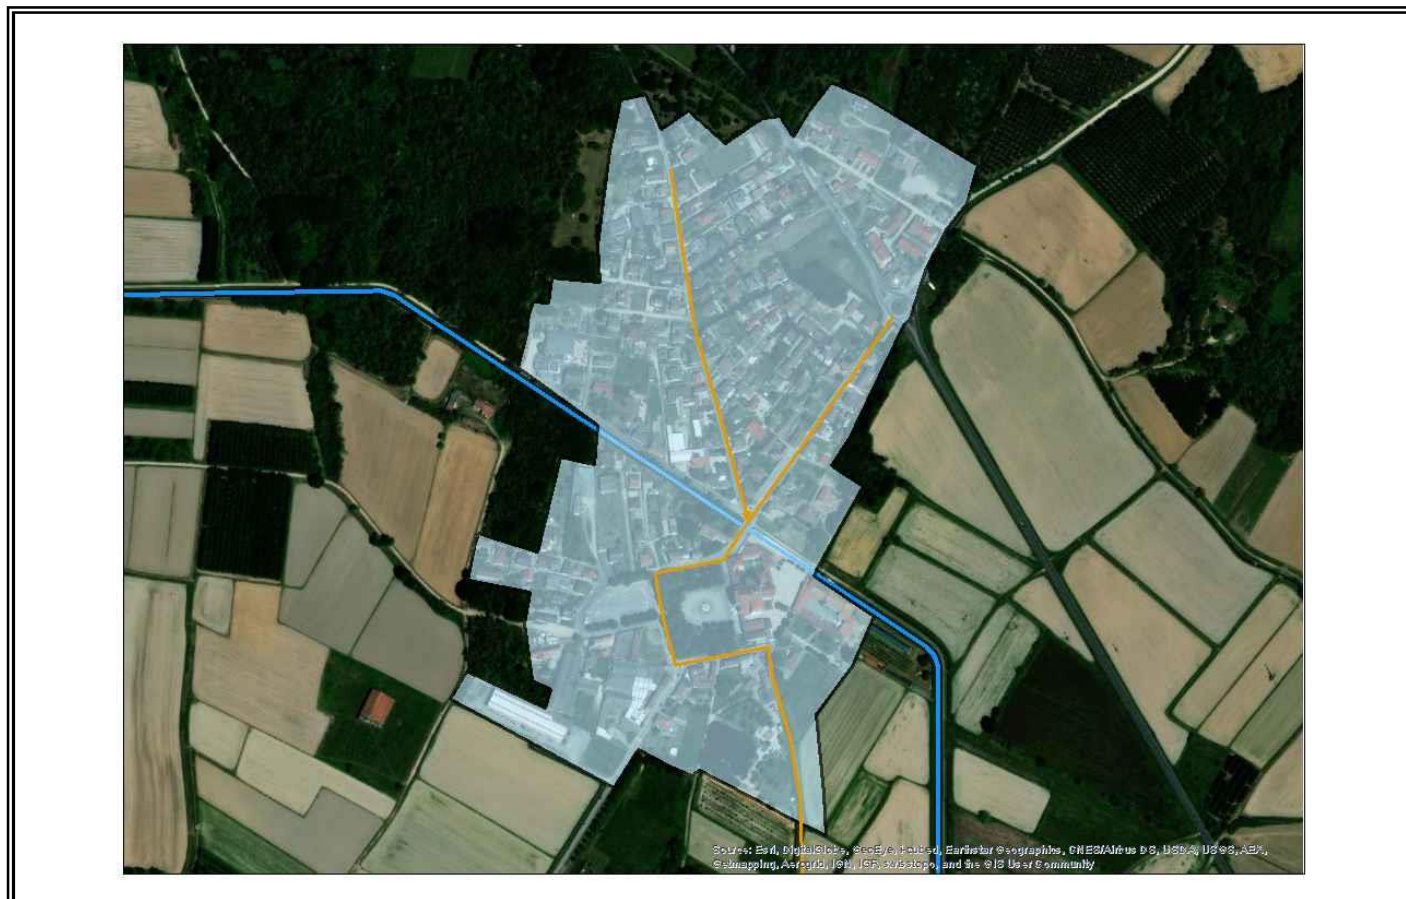 Source: Esri, DigitalGlobe, GeoEye, i-cubed, Earthstar Geographics, CNES/Airbus DS, USDA, USGS, AEX,
Getmapping, Aerogrid, IGN, IGP, swisstopo, and the GIS User Community